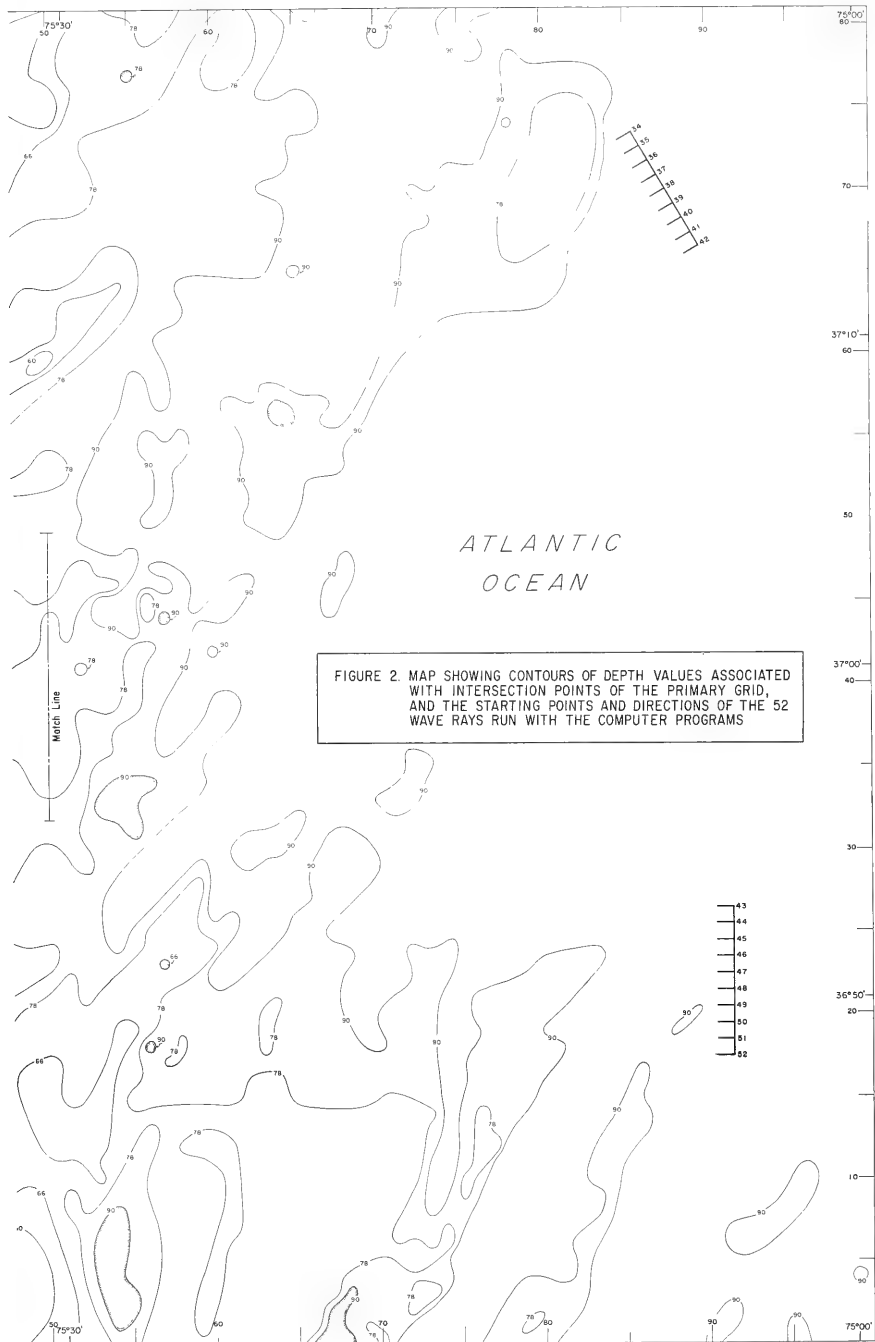 75°30' 75°00'
50 60 70 80 90 80
78 78 90 90
78 90 66
34
35
36
37
38
39
40
41
42
78 78 70
90 90 90
37°10'
60 60
78
90 90
78 90 90
50
ATLANTIC
OCEAN
90
78 90 90
90
78 90
37°00'
40
78
Match Line
FIGURE 2. MAP SHOWING CONTOURS OF DEPTH VALUES ASSOCIATED
WITH INTERSECTION POINTS OF THE PRIMARY GRID,
AND THE STARTING POINTS AND DIRECTIONS OF THE 52
WAVE RAYS RUN WITH THE COMPUTER PROGRAMS
90 90
90 30
78 90
43
44
45
46
47
48
49
50
51
52
66
36°50'
78 78 90 90 20
90 78 78 90 90
66 78
90
78 78 78
66 10
90 90
78 90
90 78 78 90
50 60 70 80 90
75°30' 75°00'